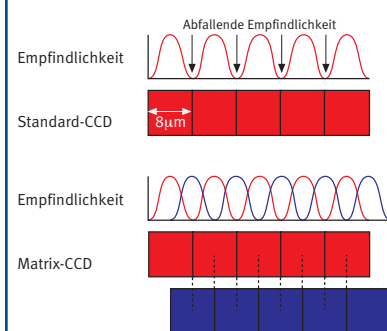 Abfallende Empfindlichkeit
Empfindlichkeit
8µm
Standard-CCD
Empfindlichkeit
Matrix-CCD